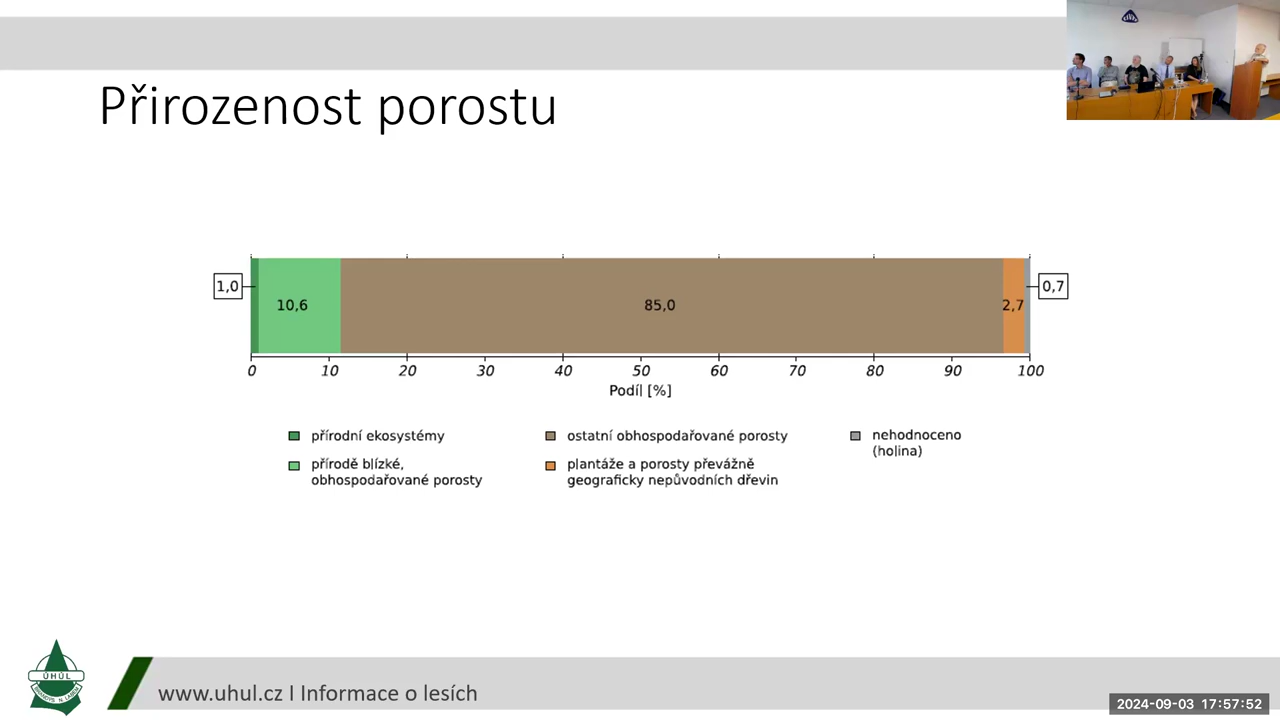 Přirozenost porostu
1,0
10,6
85,0
2,7
0,7
0 10 20 30 40 50 60 70 80 90 100
Podíl [%]
přírodní ekosystémy
přírodě blízké,
obhospodařované porosty
ostatní obhospodařované porosty
plantáže a porosty převážně
geograficky nepůvodních dřevin
nehodnoceno
(holina)
ÚHÚL
BRANDÝS N. LABEM
www.uhul.cz I Informace o lesích
2024-09-03 17:57:52